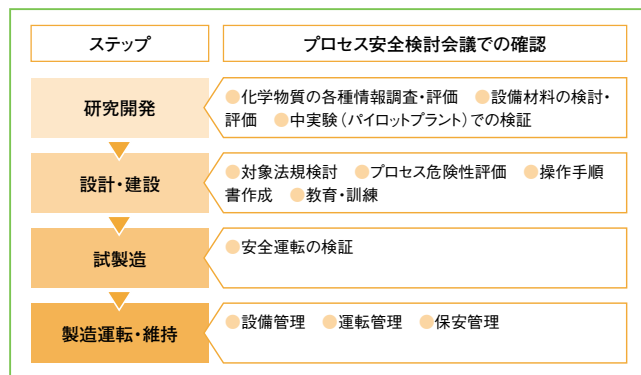 ステップ
プロセス安全検討会議での確認
研究開発
●化学物質の各種情報調査・評価　●設備材料の検討・
評価　●中実験（パイロットプラント）での検証
設計・建設
●対象法規検討　●プロセス危険性評価　●操作手順
書作成　●教育・訓練
試製造
●安全運転の検証
製造運転・維持
●設備管理　●運転管理　●保安管理